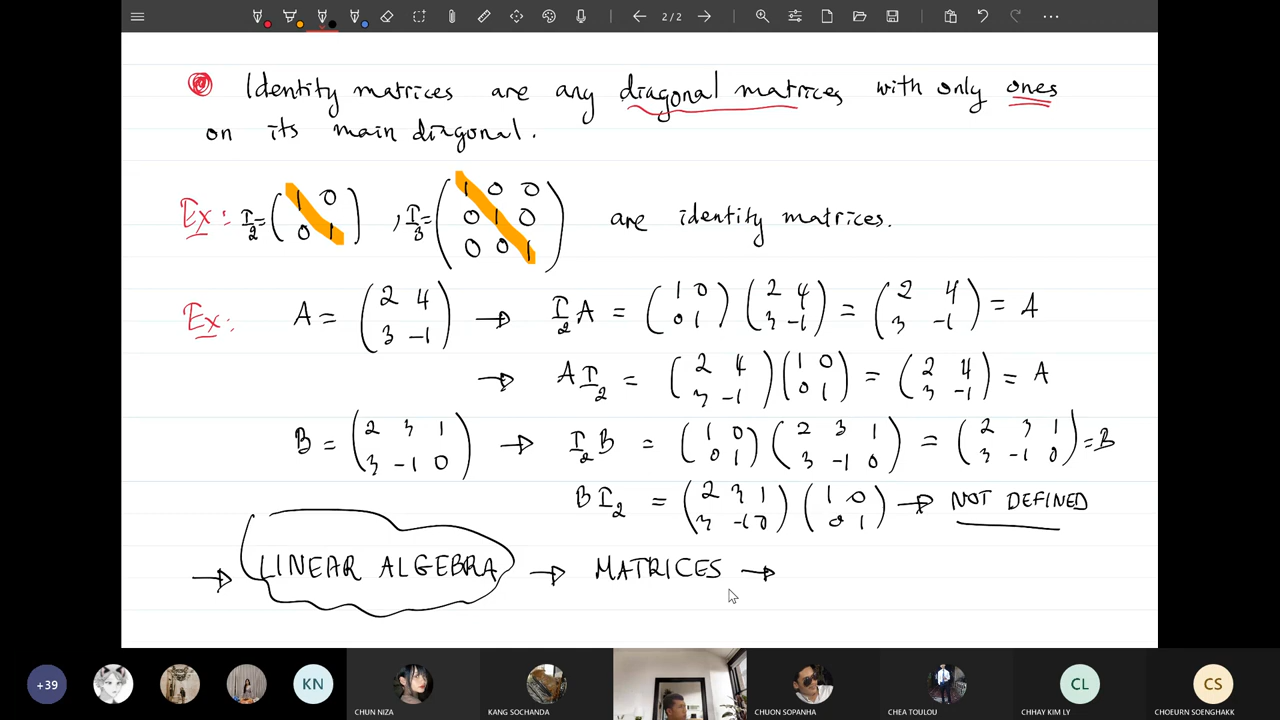 2/2
Identity matrices are any diagonal matrices with only ones
on its main diagonal.
Ex: I2 = (1 0 0 1), I3 = (1 0 0 0 1 0 0 0 1) are identity matrices.
Ex: A = (2 4 3 -1) → I2 A = (1 0 0 1) (2 4 3 -1) = (2 4 3 -1) = A
→ A I2 = (2 4 3 -1) (1 0 0 1) = (2 4 3 -1) = A
B = (2 3 1 3 -1 0) → I2 B = (1 0 0 1) (2 3 1 3 -1 0) = (2 3 1 3 -1 0) = B
B I2 = (2 3 1 3 -1 0) (1 0 0 1) → NOT DEFINED
→ LINEAR ALGEBRA → MATRICES →
+39
KN
CL
CS
CHUN NIZA
KANG SOCHANDA
CHUON SOPANHA
CHEA TOULOU
CHHAY KIM LY
CHOEURN SOENGHAKK